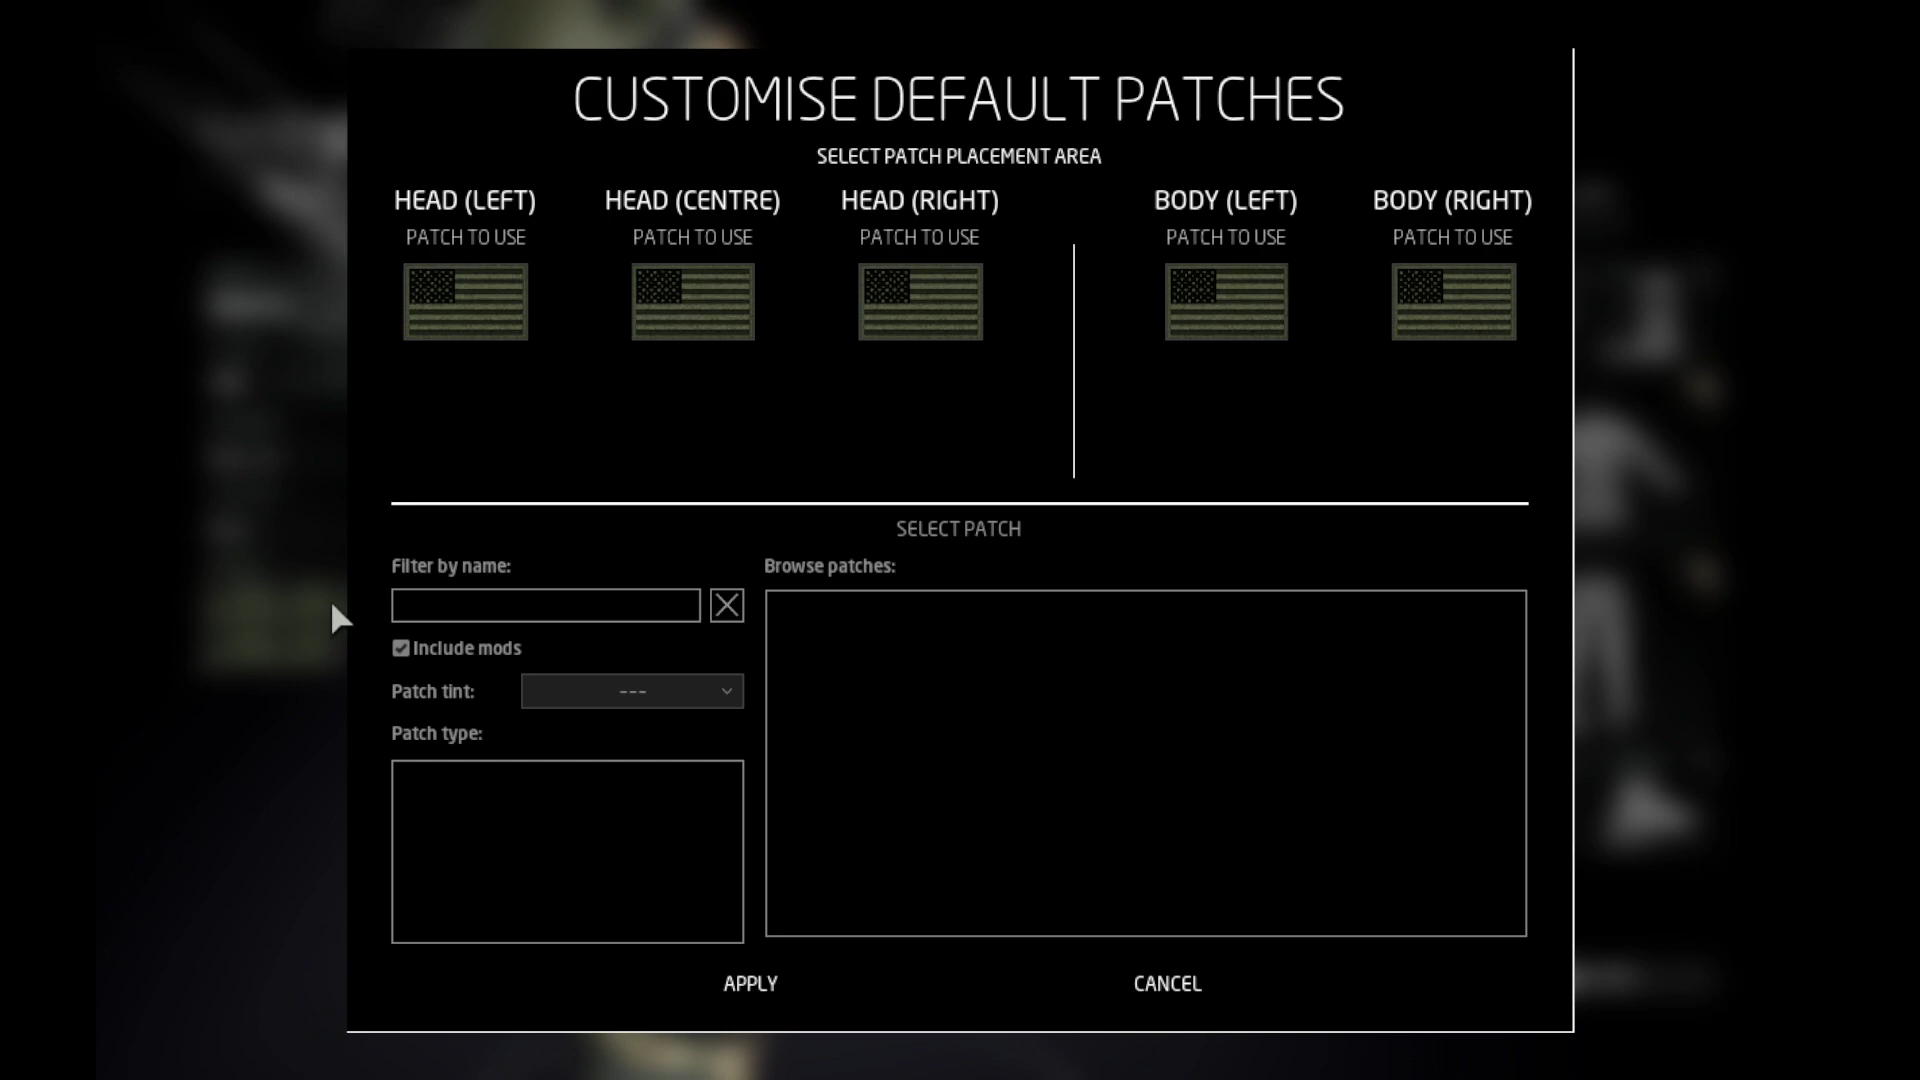 CUSTOMISE DEFAULT PATCHES
SELECT PATCH PLACEMENT AREA
HEAD (LEFT) HEAD (CENTRE) HEAD (RIGHT) BODY (LEFT) BODY (RIGHT)
PATCH TO USE PATCH TO USE PATCH TO USE PATCH TO USE PATCH TO USE
SELECT PATCH
Filter by name: Browse patches:
Include mods
Patch tint: ---
Patch type:
APPLY CANCEL